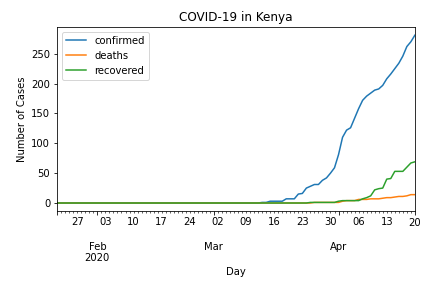 COVID-19 in Kenya
confirmed
deaths
recovered
Number of Cases
250
200
150
100
50
0
27 03 10 17 24 02 09 16 23 30 06 13 20
Feb Mar Apr
2020
Day